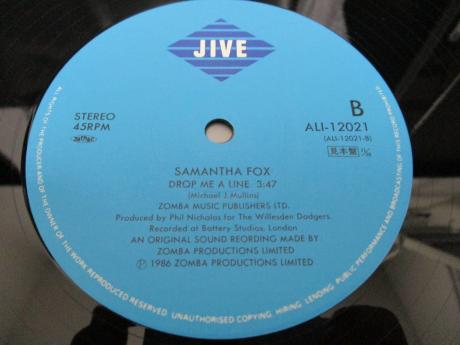 JIVE
STEREO
45RPM
B
ALI-12021
(ALI-12021-B)
見本盤
SAMANTHA FOX
DROP ME A LINE 3:47
(Michael J. Mullins)
ZOMBA MUSIC PUBLISHERS LTD.
Produced by Phil Nicholas for The Willesden Dodgers.
Recorded at Battery Studios, London
AN ORIGINAL SOUND REORDING MADE BY
ZOMBA PRODUCTIONS LIMITED
℗ 1986 ZOMBA PRODUCTIONS LIMITED
ALL RIGHTS OF THE PRODUCER AND OF THE OWNER OF THE WORK REPRODUCED RESERVED UNAUTHORISED COPYING, HIRING, LENDING, PUBLIC PERFORMANCE AND BROADCASTING OF THIS RECORD PROHIBITED